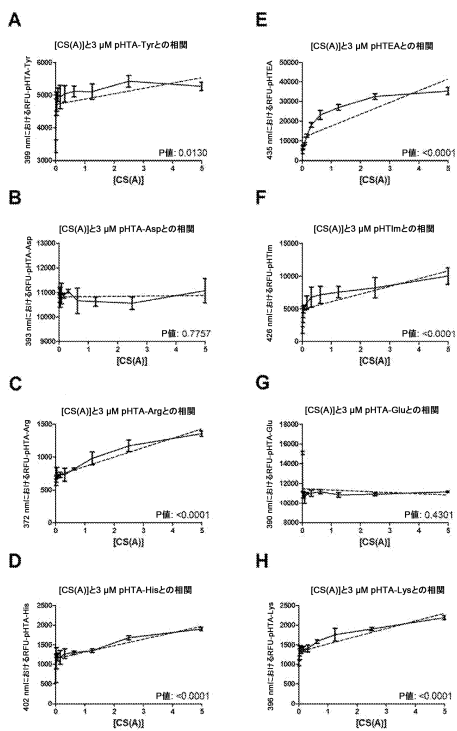 A
[CS(A)]と3 µM pHTA-Tyrとの相関
399 nmにおけるRFU-pHTA-Tyr
6000
5000
4000
3000
0 1 2 3 4 5
P値: 0.0130
[CS(A)]
B
[CS(A)]と3 µM pHTA-Aspとの相関
393 nmにおけるRFU-pHTA-Asp
13000
12000
11000
10000
9000
8000
0 1 2 3 4 5
P値: 0.7757
[CS(A)]
C
[CS(A)]と3 µM pHTA-Argとの相関
372 nmにおけるRFU-pHTA-Arg
1500
1000
500
0
0 1 2 3 4 5
P値: <0.0001
[CS(A)]
D
[CS(A)]と3 µM pHTA-Hisとの相関
402 nmにおけるRFU-pHTA-His
2500
2000
1500
1000
500
0
0 1 2 3 4 5
P値: <0.0001
[CS(A)]
E
[CS(A)]と3 µM pHTEAとの相関
435 nmにおけるRFU-pHTEA
50000
40000
30000
20000
10000
0
0 1 2 3 4 5
P値: <0.0001
[CS(A)]
F
[CS(A)]と3 µM pHTImとの相関
426 nmにおけるRFU-pHTIm
15000
10000
5000
0
0 1 2 3 4 5
P値: <0.0001
[CS(A)]
G
[CS(A)]と3 µM pHTA-Gluとの相関
390 nmにおけるRFU-pHTA-Glu
18000
16000
14000
12000
10000
8000
0 1 2 3 4 5
P値: 0.4301
[CS(A)]
H
[CS(A)]と3 µM pHTA-Lysとの相関
396 nmにおけるRFU-pHTA-Lys
2500
2000
1500
1000
500
0
0 1 2 3 4 5
P値: <0.0001
[CS(A)]